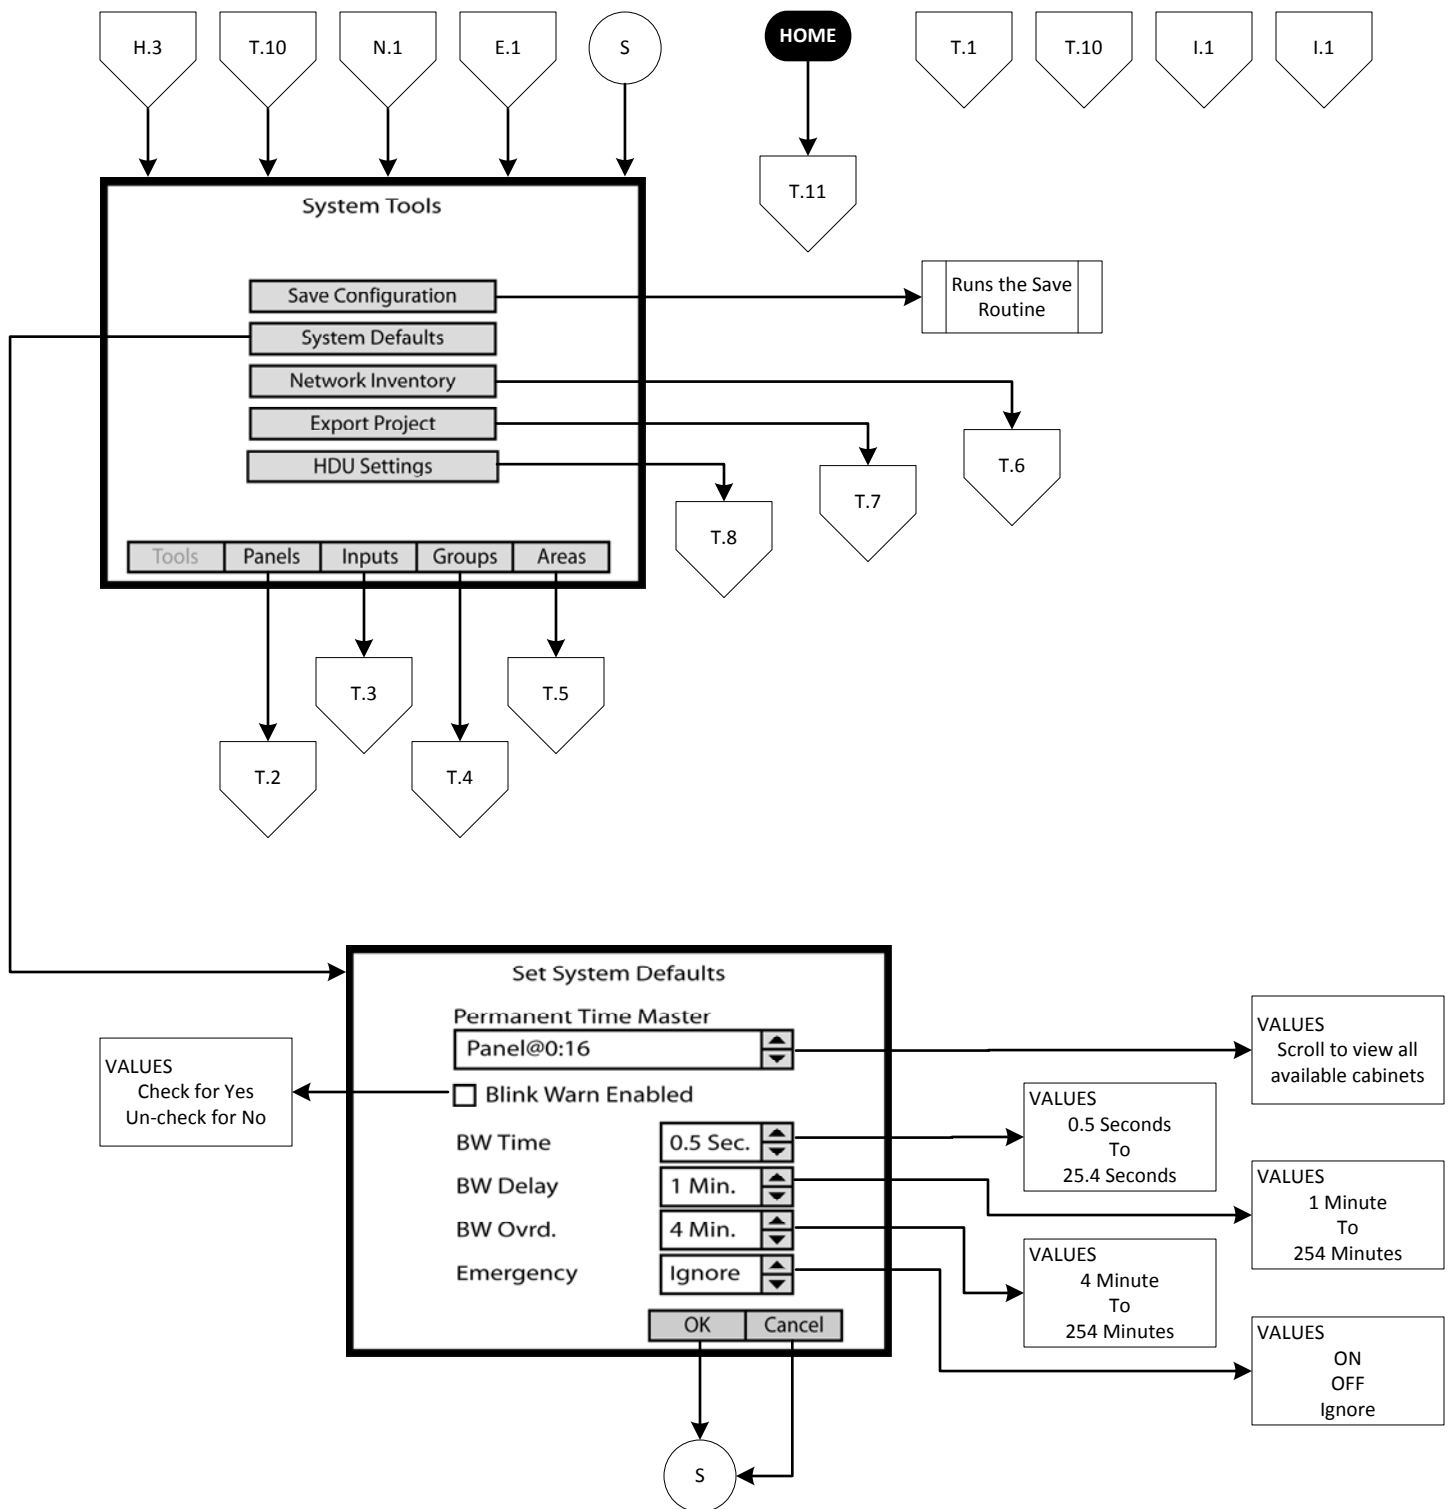 H.3
T.10
N.1
E.1
S
HOME
T.1
T.10
I.1
I.1
T.11
System Tools
Save Configuration
Runs the Save
Routine
System Defaults
Network Inventory
Export Project
HDU Settings
T.6
T.7
T.8
Tools
Panels
Inputs
Groups
Areas
T.3
T.5
T.2
T.4
Set System Defaults
Permanent Time Master
Panel@0:16
VALUES
Scroll to view all
available cabinets
VALUES
Check for Yes
Un-check for No
Blink Warn Enabled
BW Time
0.5 Sec.
VALUES
0.5 Seconds
To
25.4 Seconds
BW Delay
1 Min.
VALUES
1 Minute
To
254 Minutes
BW Ovrd.
4 Min.
VALUES
4 Minute
To
254 Minutes
Emergency
Ignore
VALUES
ON
OFF
Ignore
OK
Cancel
S